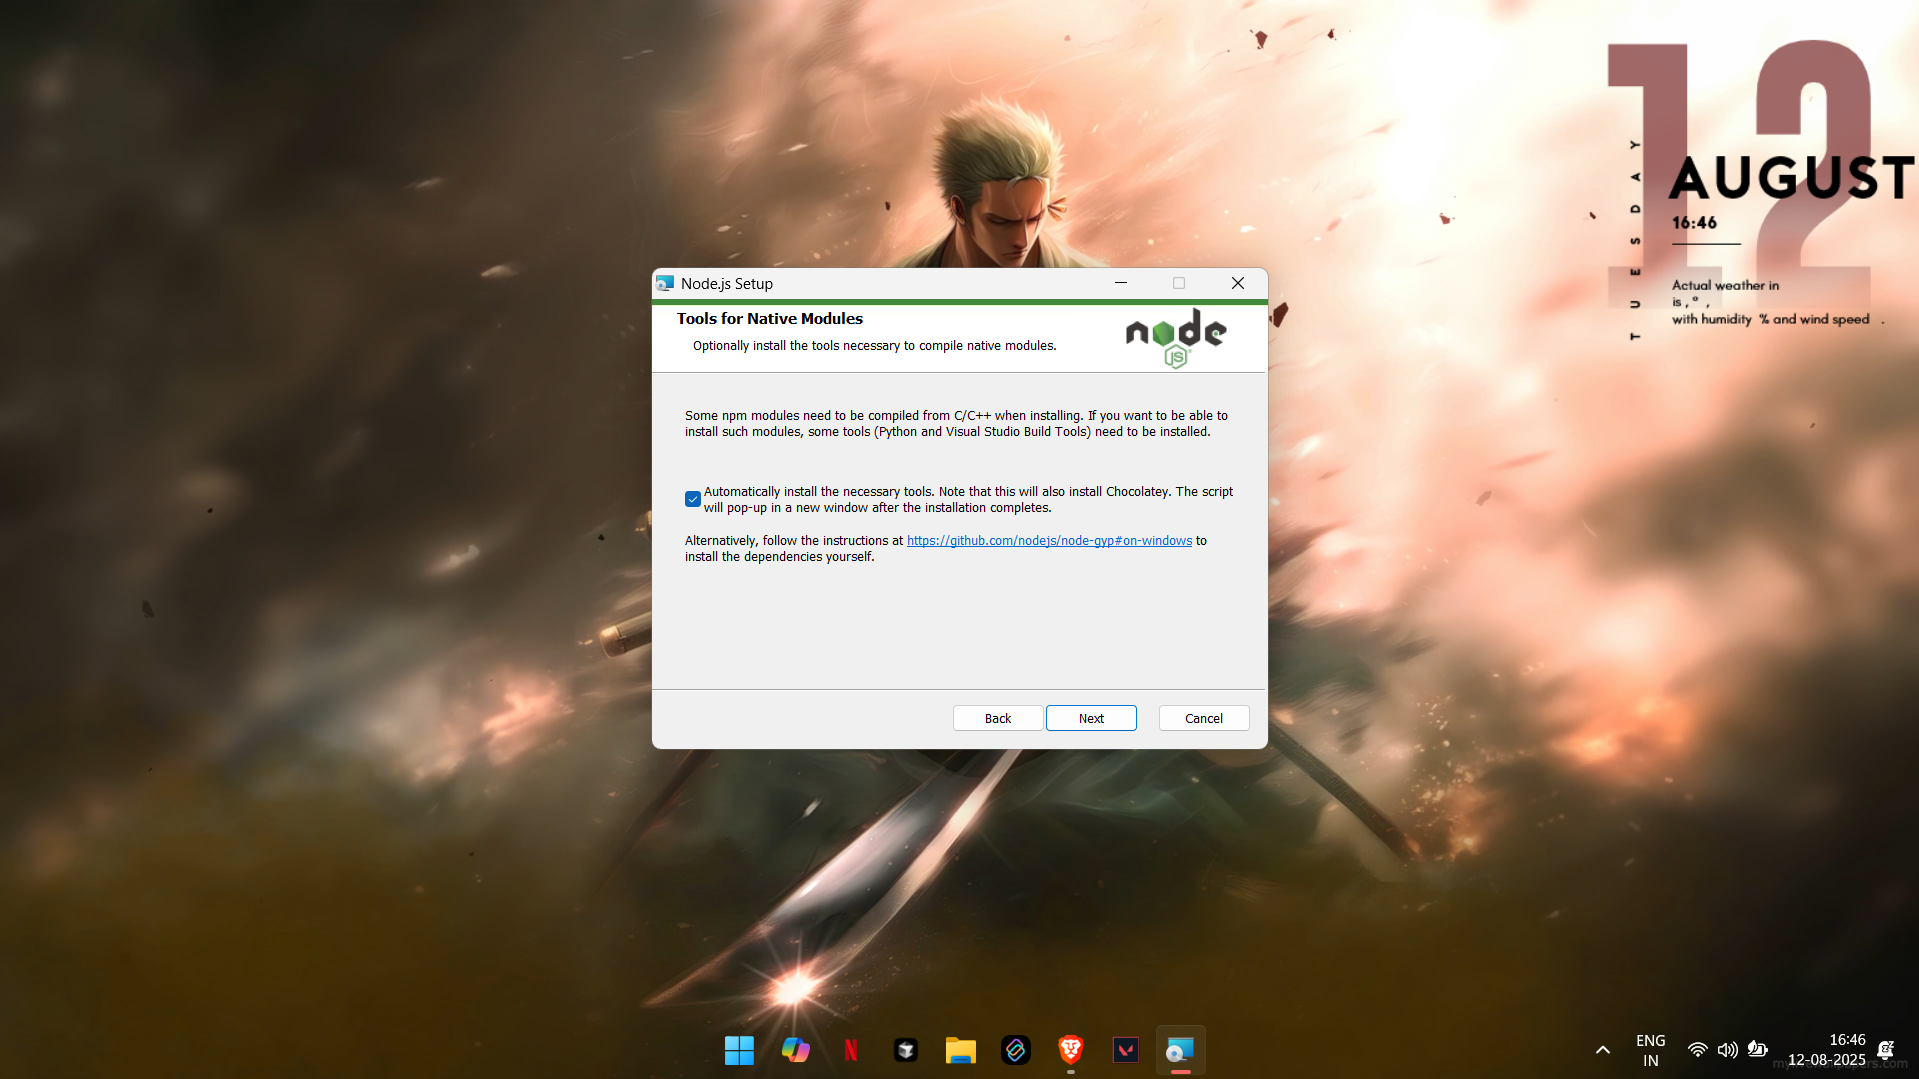 12
AUGUST
TUESDAY
16:46
Actual weather in
is , ° ,
with humidity % and wind speed .
Node.js Setup
Tools for Native Modules
Optionally install the tools necessary to compile native modules.
node
JS
Some npm modules need to be compiled from C/C++ when installing. If you want to be able to
install such modules, some tools (Python and Visual Studio Build Tools) need to be installed.
Automatically install the necessary tools. Note that this will also install Chocolatey. The script
will pop-up in a new window after the installation completes.
Alternatively, follow the instructions at https://github.com/nodejs/node-gyp#on-windows to
install the dependencies yourself.
Back
Next
Cancel
N
ENG
IN
16:46
12-08-2025